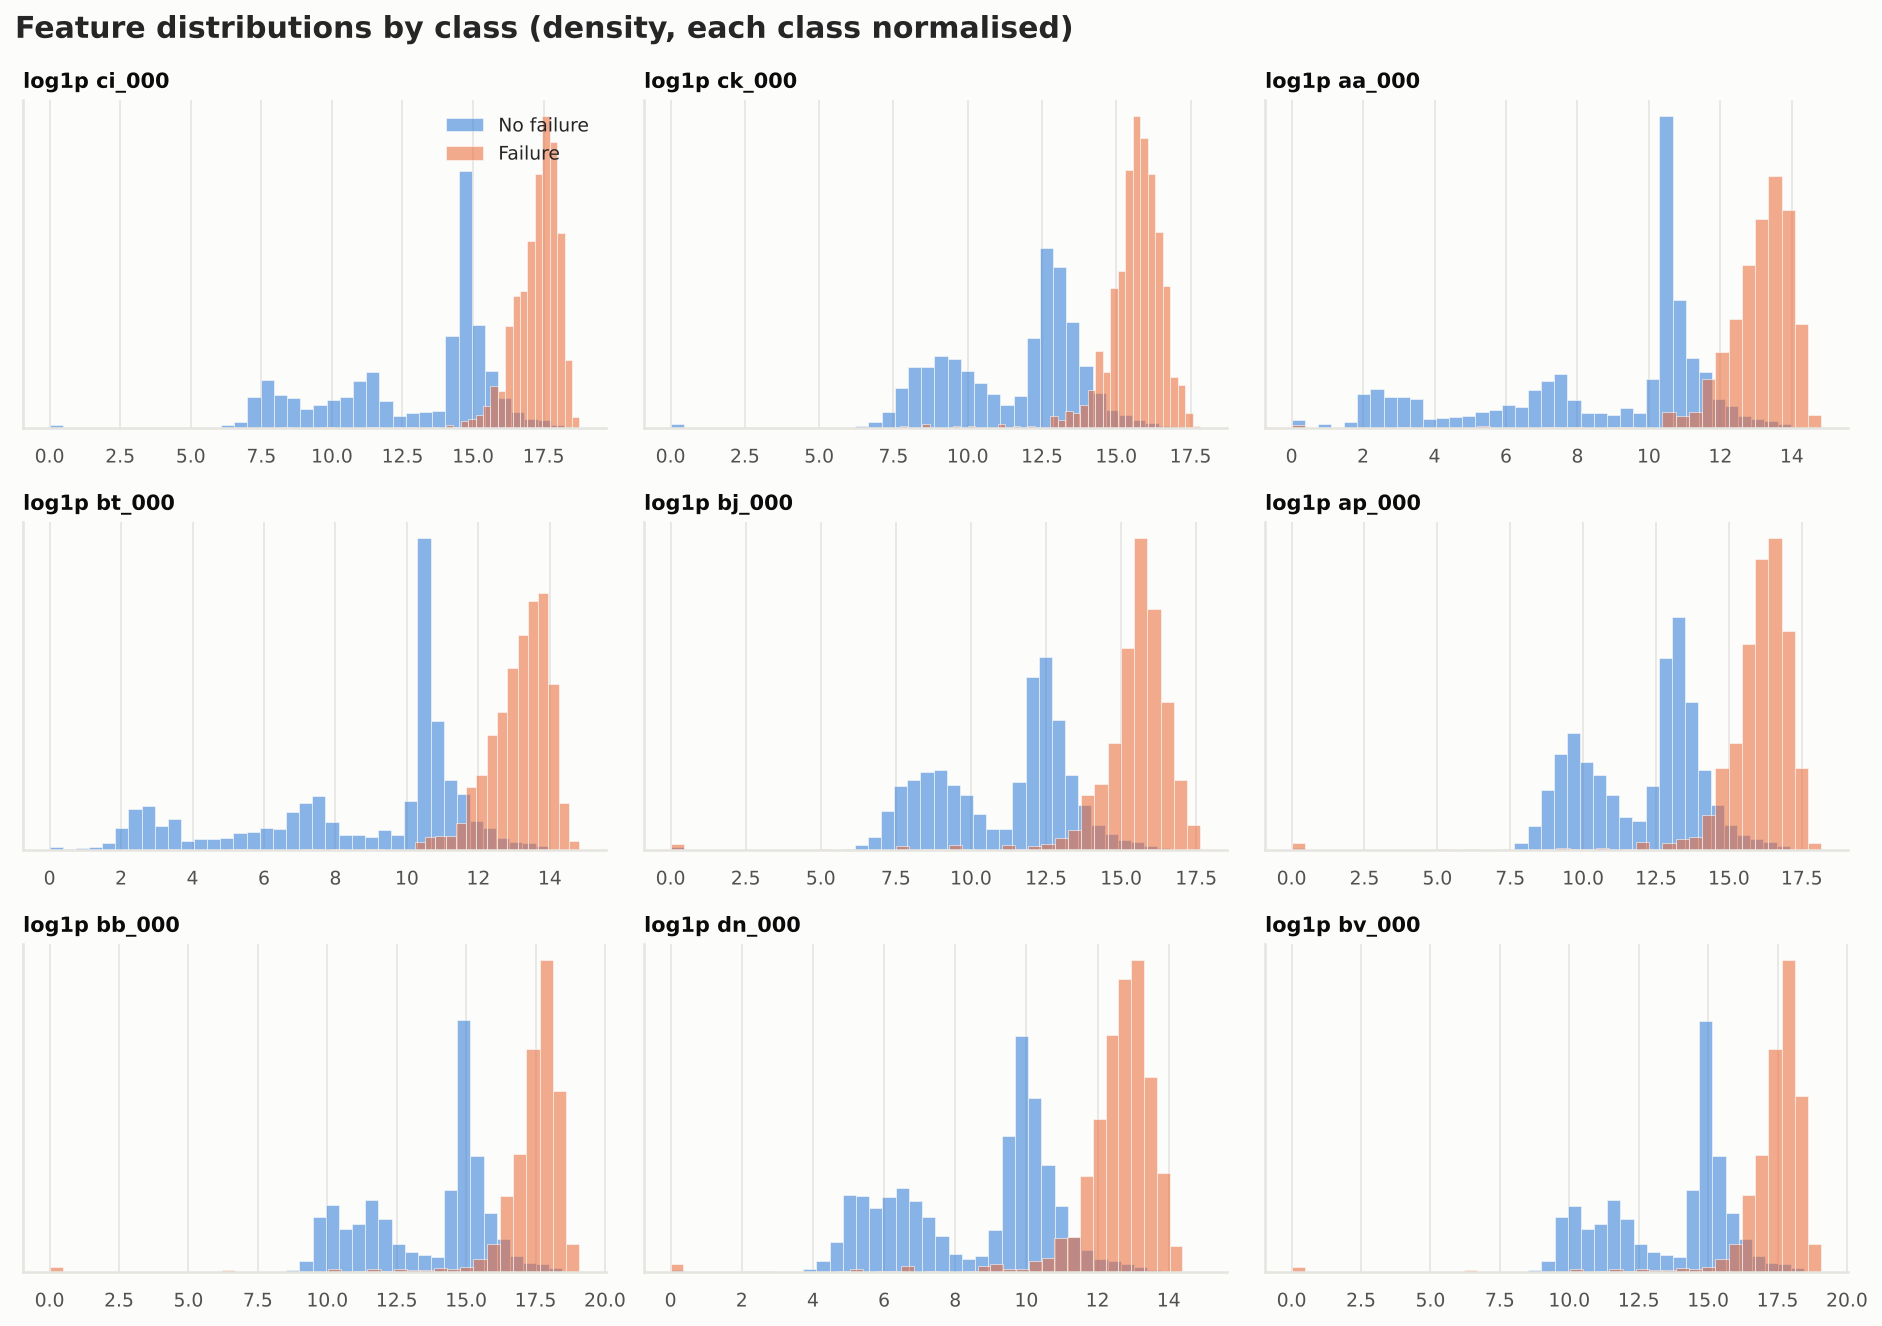 Feature distributions by class (density, each class normalised)
log1p ci_000
log1p ck_000
log1p aa_000
No failure
Failure
0.0 2.5 5.0 7.5 10.0 12.5 15.0 17.5
0.0 2.5 5.0 7.5 10.0 12.5 15.0 17.5
0 2 4 6 8 10 12 14
log1p bt_000
log1p bj_000
log1p ap_000
0 2 4 6 8 10 12 14
0.0 2.5 5.0 7.5 10.0 12.5 15.0 17.5
0.0 2.5 5.0 7.5 10.0 12.5 15.0 17.5
log1p bb_000
log1p dn_000
log1p bv_000
0.0 2.5 5.0 7.5 10.0 12.5 15.0 17.5 20.0
0 2 4 6 8 10 12 14
0.0 2.5 5.0 7.5 10.0 12.5 15.0 17.5 20.0